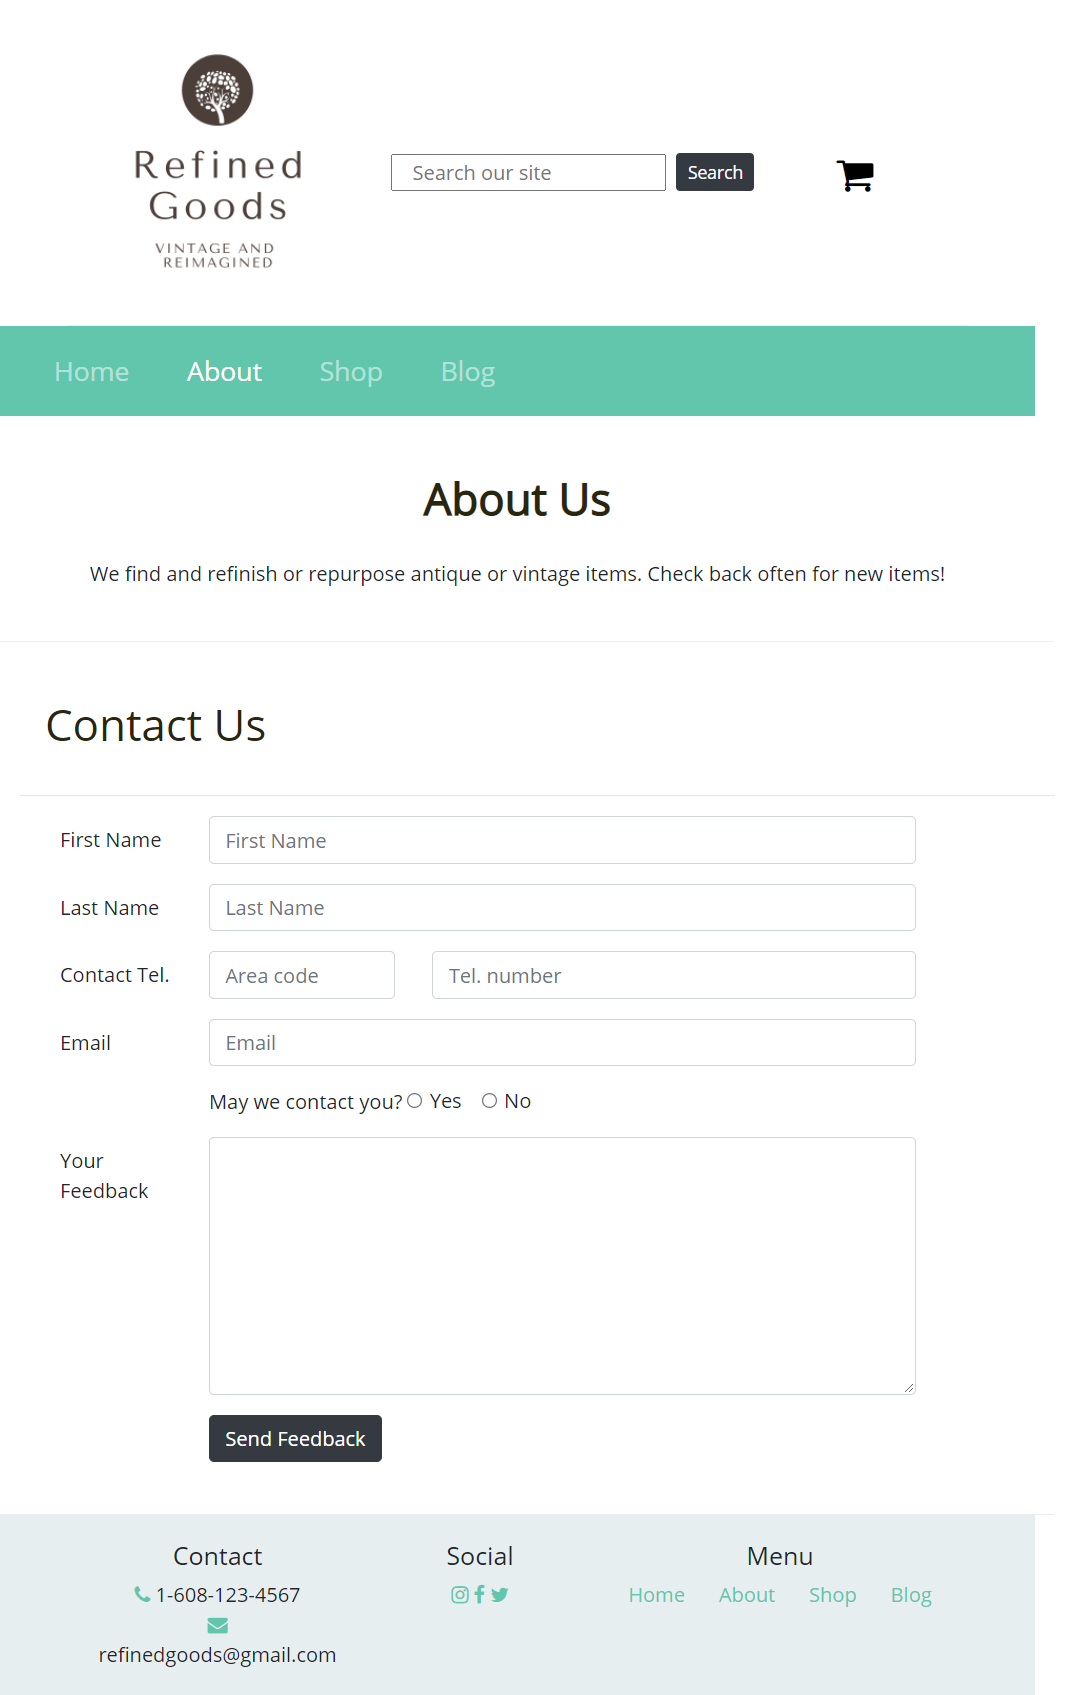 Refined
Goods
VINTAGE AND
REIMAGINED
Search our site
Search
Home About Shop Blog
About Us
We find and refinish or repurpose antique or vintage items. Check back often for new items!
Contact Us
First Name First Name
Last Name Last Name
Contact Tel. Area code Tel. number
Email Email
May we contact you? Yes No
Your
Feedback
Send Feedback
Contact
1-608-123-4567
refinedgoods@gmail.com
Social
Menu
Home About Shop Blog